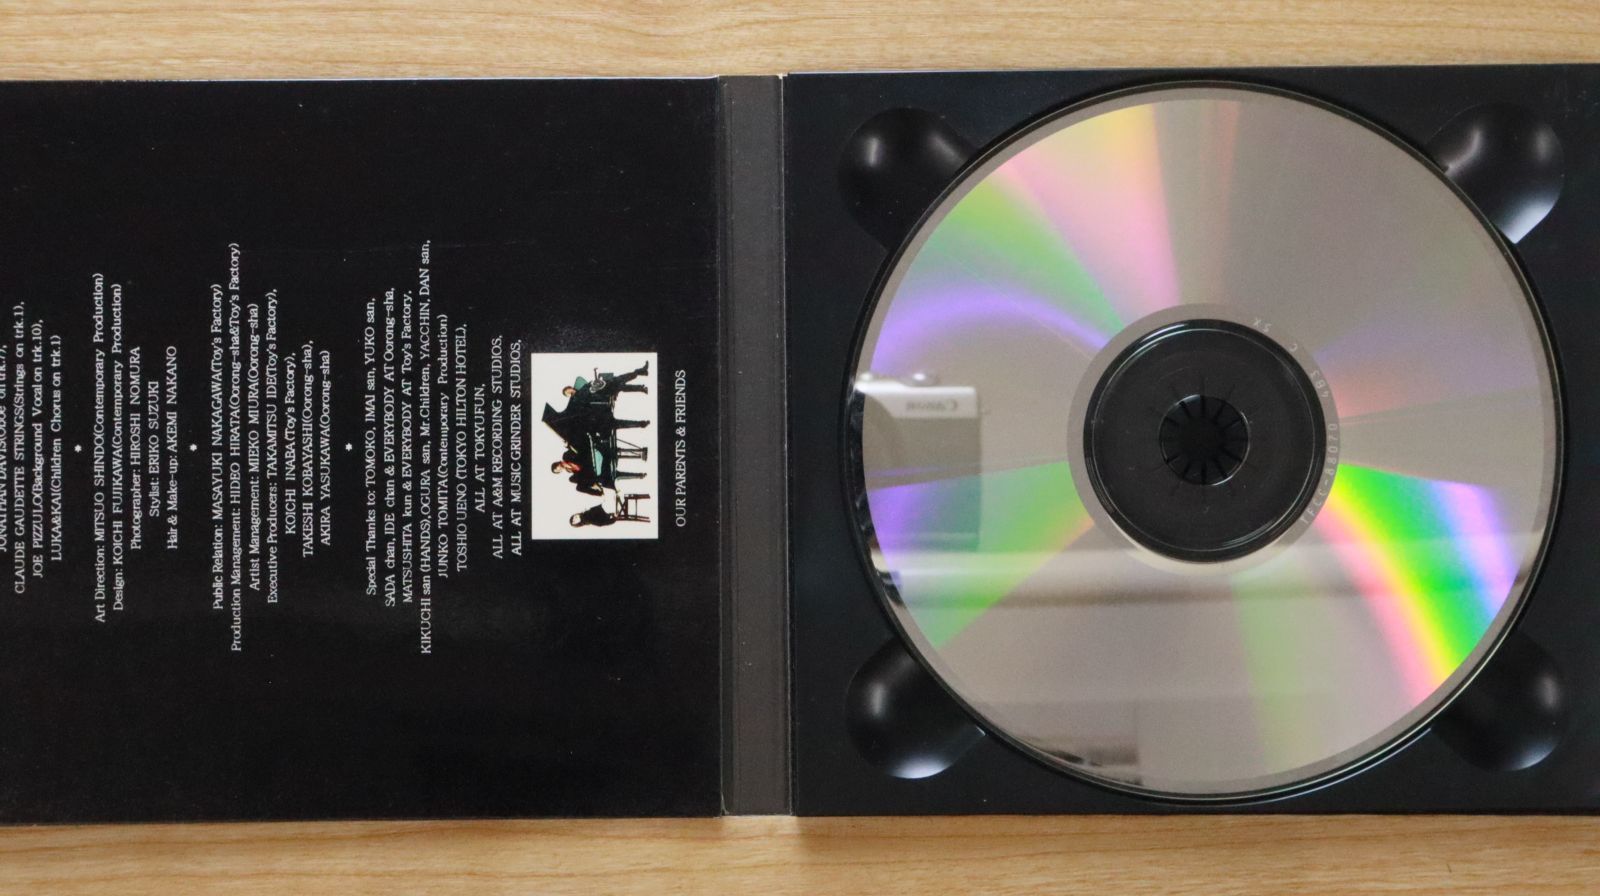 CLAUDE GAUDETTE STRINGS(Strings on trk.1),
JOE PIZZULO(Background Vocal on trk.10),
LUKA&KAI(Children Chorus on trk.1)
*
Art Direction: MITSUO SHINDO(Contemporary Production)
Design: KOICHI FUJIKAWA(Contemporary Production)
Photographer: HIROSHI NOMURA
Stylist: ERIKO SUZUKI
Hair & Make-up: AKEMI NAKANO
*
Public Relation: MASAYUKI NAKAGAWA(Toy's Factory)
Production Management: HIDEO HIRATA(Oorong-sha&Toy's Factory)
Artist Management: MIEKO MIURA(Oorong-sha)
Executive Producers: TAKAMITSU IDE(Toy's Factory),
KOICHI INABA(Toy's Factory),
TAKESHI KOBAYASHI(Oorong-sha),
AKIRA YASUKAWA(Oorong-sha)
*
Special Thanks to: TOMOKO, IMAI san, YUKO san,
SADA chan, IDE chan & EVERYBODY AT Oorong-sha,
MATSUSHITA kun & EVERYBODY AT Toy's Factory,
KIKUCHI san (HANDS),OGURA san, Mr.Children, YACCHIN, DAN san,
JUNKO TOMITA(Contemporary Production)
TOSHIO UENO (TOKYO HILTON HOTEL),
ALL AT TOKYUFUN,
ALL AT A&M RECORDING STUDIOS,
ALL AT MUSIC GRINDER STUDIOS,
OUR PARENTS & FRIENDS
TFCC-88070
Canon